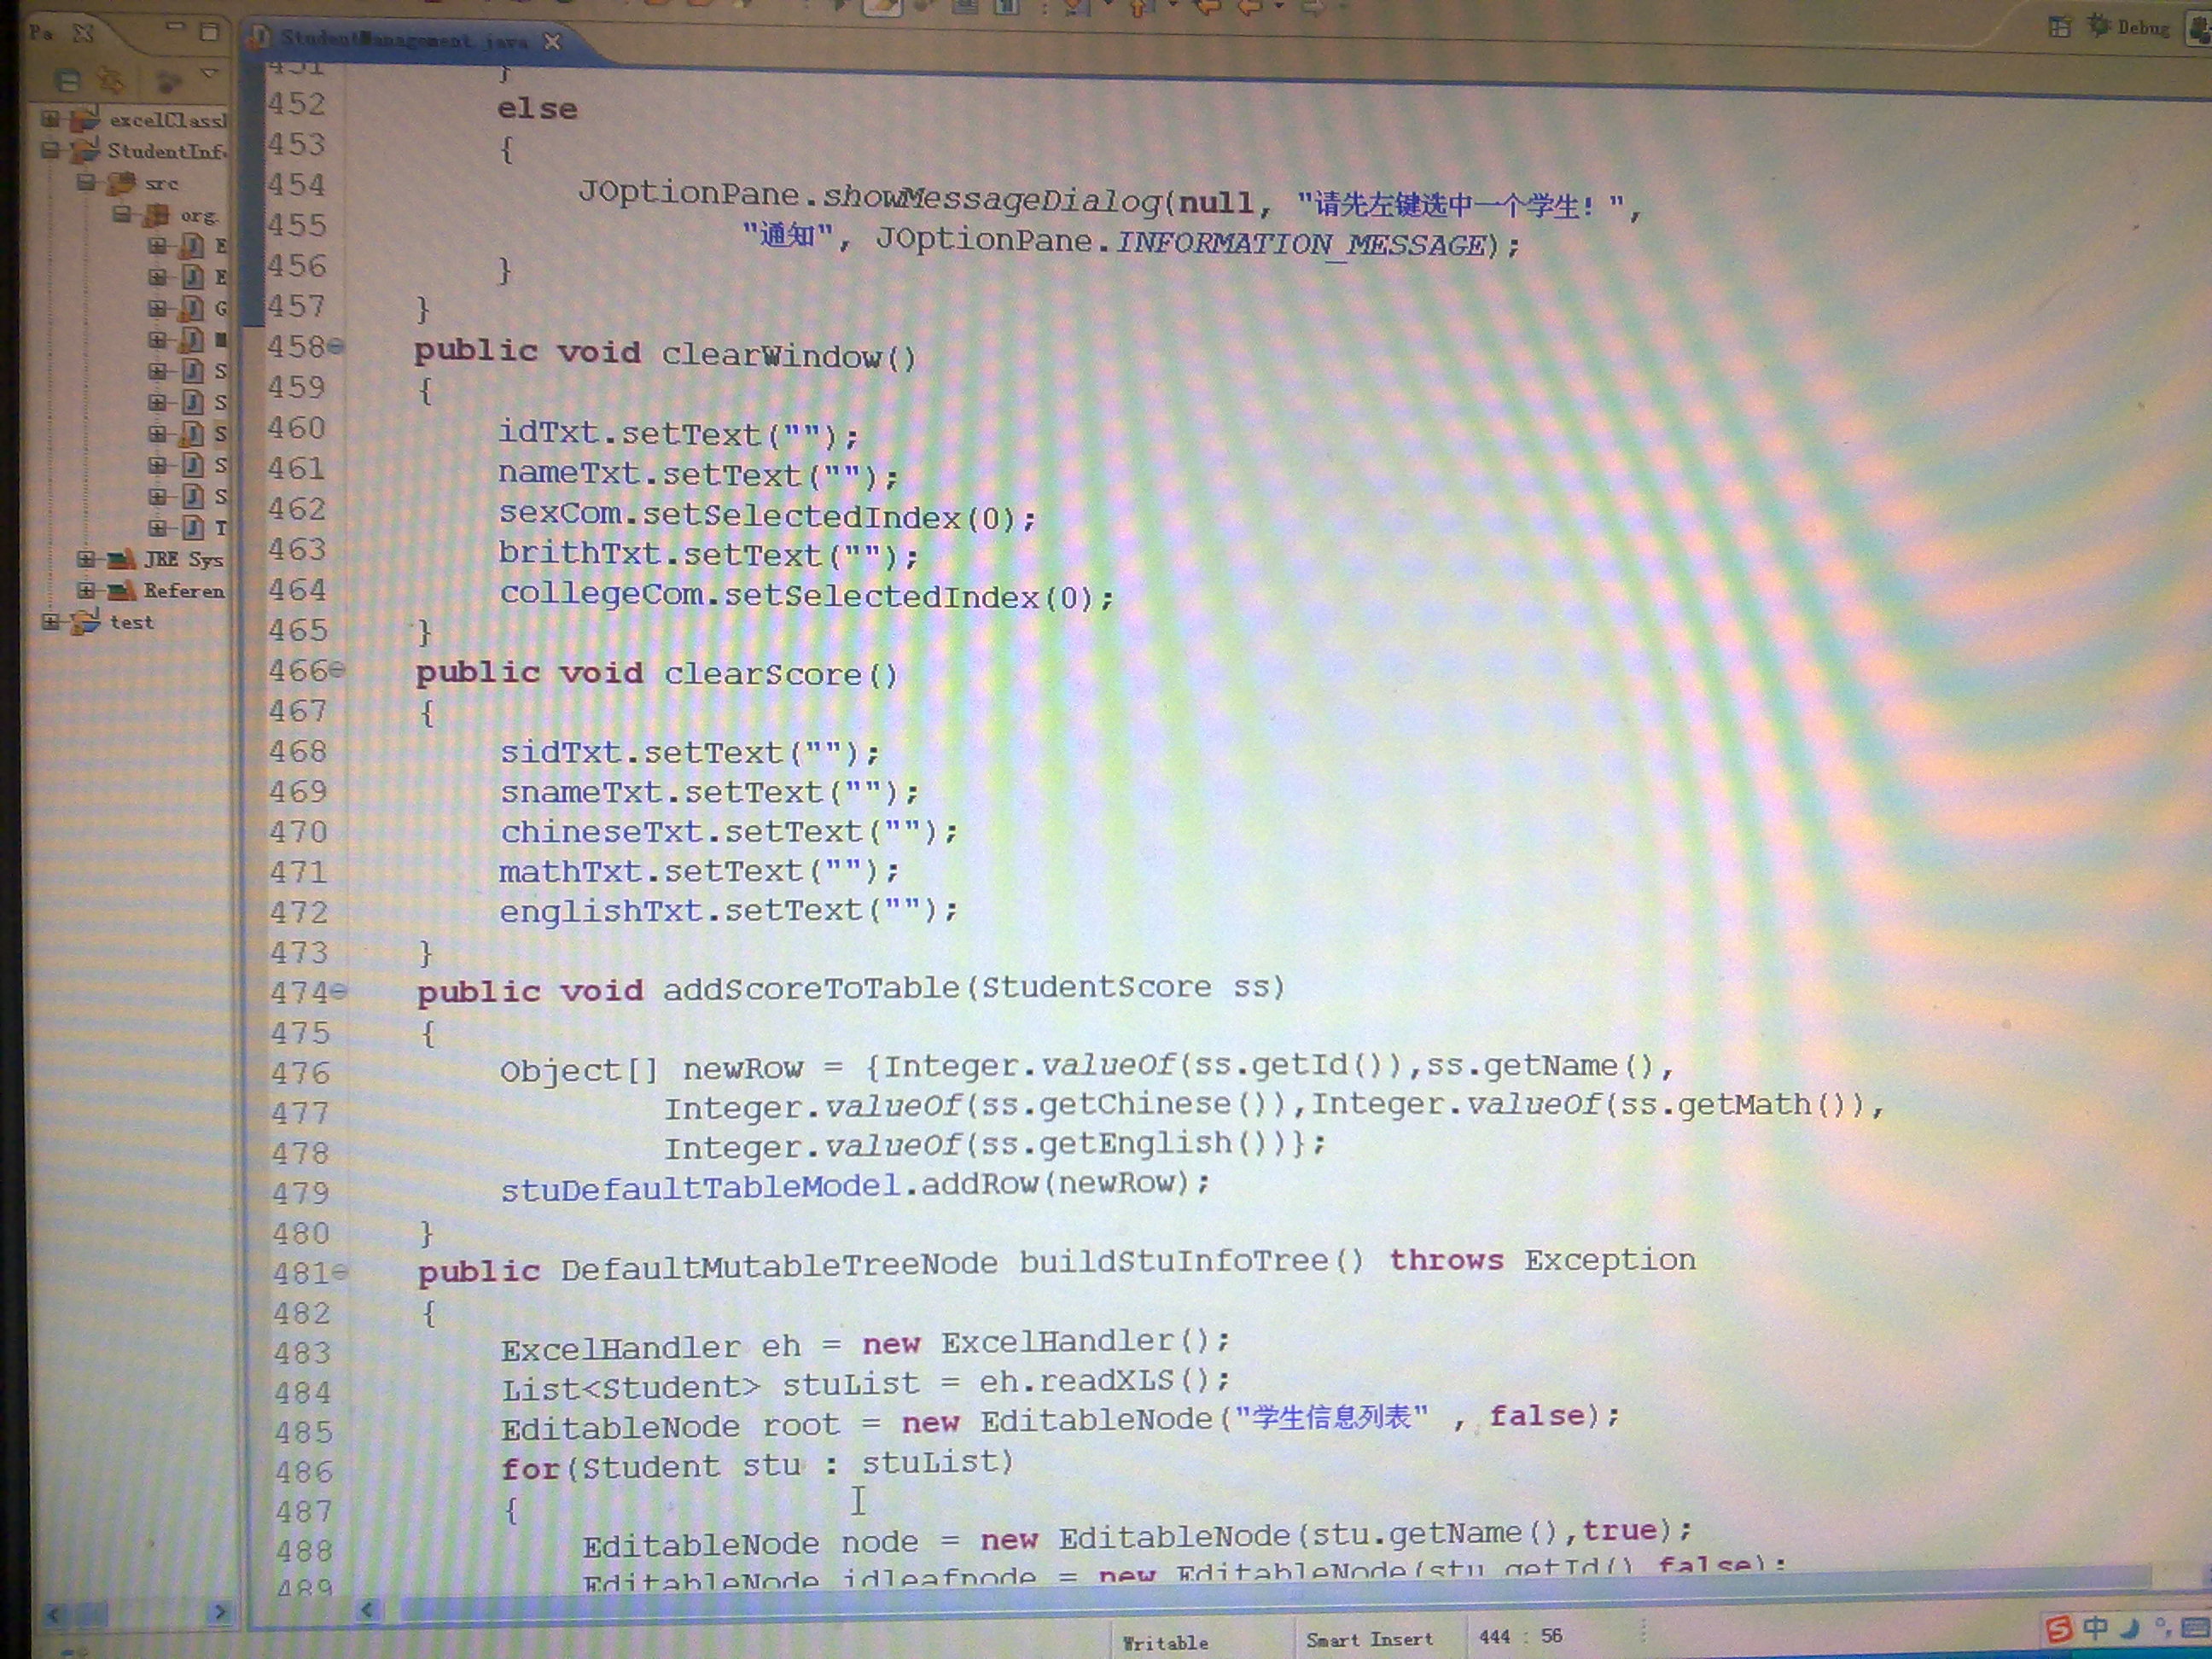 Pa
StudentManagement.java
Debug
excelClassl
StudentInf
src
org.
E
E
G
M
S
S
S
S
S
T
JRE Sys
Referen
test
451 }
452 else
453 {
454 JOptionPane.showMessageDialog(null, "请先左键选中一个学生! ",
455 "通知", JOptionPane.INFORMATION_MESSAGE);
456 }
457 }
458 public void clearWindow()
459 {
460 idTxt.setText("");
461 nameTxt.setText("");
462 sexCom.setSelectedIndex(0);
463 brithTxt.setText("");
464 collegeCom.setSelectedIndex(0);
465 }
466 public void clearScore()
467 {
468 sidTxt.setText("");
469 snameTxt.setText("");
470 chineseTxt.setText("");
471 mathTxt.setText("");
472 englishTxt.setText("");
473 }
474 public void addScoreToTable(StudentScore ss)
475 {
476 Object[] newRow = {Integer.valueOf(ss.getId()),ss.getName(),
477 Integer.valueOf(ss.getChinese()),Integer.valueOf(ss.getMath()),
478 Integer.valueOf(ss.getEnglish())};
479 stuDefaultTableModel.addRow(newRow);
480 }
481 public DefaultMutableTreeNode buildStuInfoTree() throws Exception
482 {
483 ExcelHandler eh = new ExcelHandler();
484 List<Student> stuList = eh.readXLS();
485 EditableNode root = new EditableNode("学生信息列表" , false);
486 for(Student stu : stuList)
487 {
488 EditableNode node = new EditableNode(stu.getName(),true);
489 EditableNode idleafnode = new EditableNode(stu.getId(),false);
Writable Smart Insert 444 : 56
中